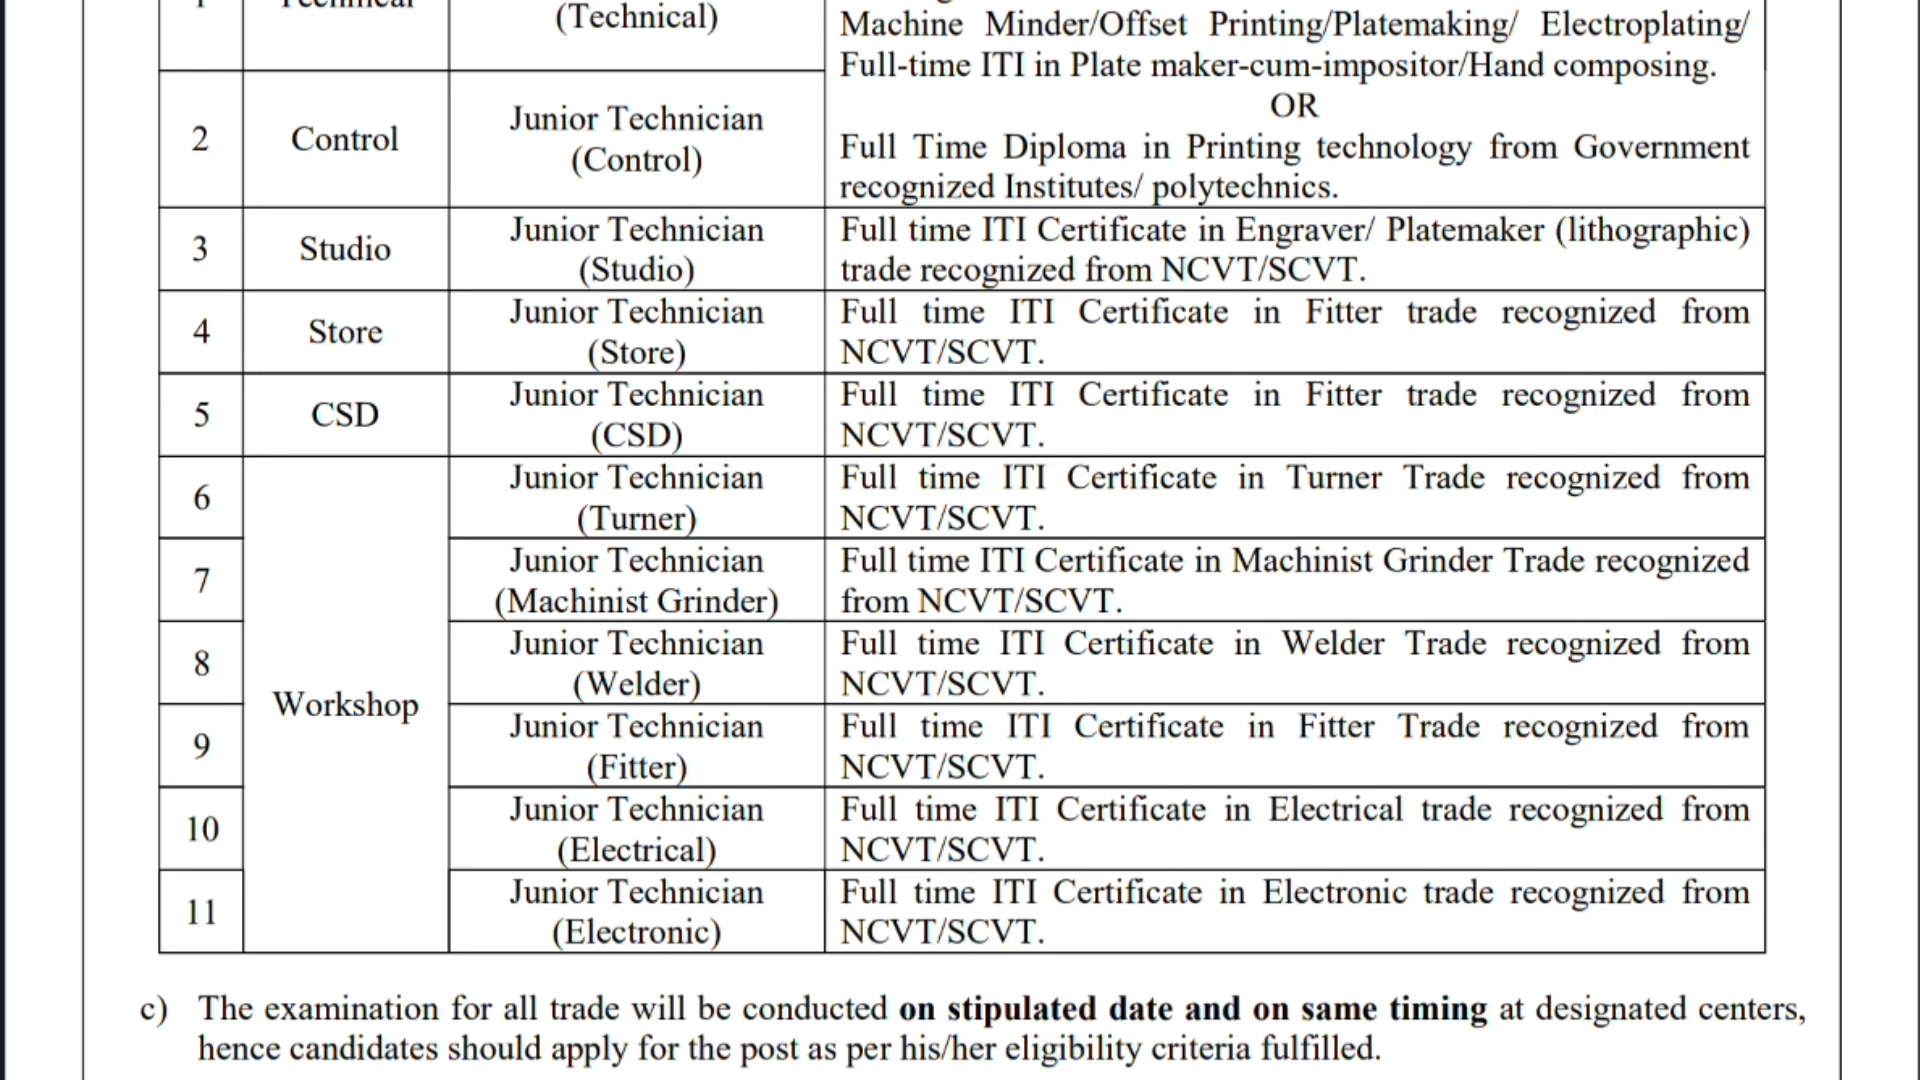 (Technical)
Machine Minder/Offset Printing/Platemaking/ Electroplating/
Full-time ITI in Plate maker-cum-impositor/Hand composing.
OR
2
Control
Junior Technician
(Control)
Full Time Diploma in Printing technology from Government
recognized Institutes/ polytechnics.
3
Studio
Junior Technician
(Studio)
Full time ITI Certificate in Engraver/ Platemaker (lithographic)
trade recognized from NCVT/SCVT.
4
Store
Junior Technician
(Store)
Full time ITI Certificate in Fitter trade recognized from
NCVT/SCVT.
5
CSD
Junior Technician
(CSD)
Full time ITI Certificate in Fitter trade recognized from
NCVT/SCVT.
6
Workshop
Junior Technician
(Turner)
Full time ITI Certificate in Turner Trade recognized from
NCVT/SCVT.
7
Junior Technician
(Machinist Grinder)
Full time ITI Certificate in Machinist Grinder Trade recognized
from NCVT/SCVT.
8
Junior Technician
(Welder)
Full time ITI Certificate in Welder Trade recognized from
NCVT/SCVT.
9
Junior Technician
(Fitter)
Full time ITI Certificate in Fitter Trade recognized from
NCVT/SCVT.
10
Junior Technician
(Electrical)
Full time ITI Certificate in Electrical trade recognized from
NCVT/SCVT.
11
Junior Technician
(Electronic)
Full time ITI Certificate in Electronic trade recognized from
NCVT/SCVT.
c) The examination for all trade will be conducted on stipulated date and on same timing at designated centers,
hence candidates should apply for the post as per his/her eligibility criteria fulfilled.